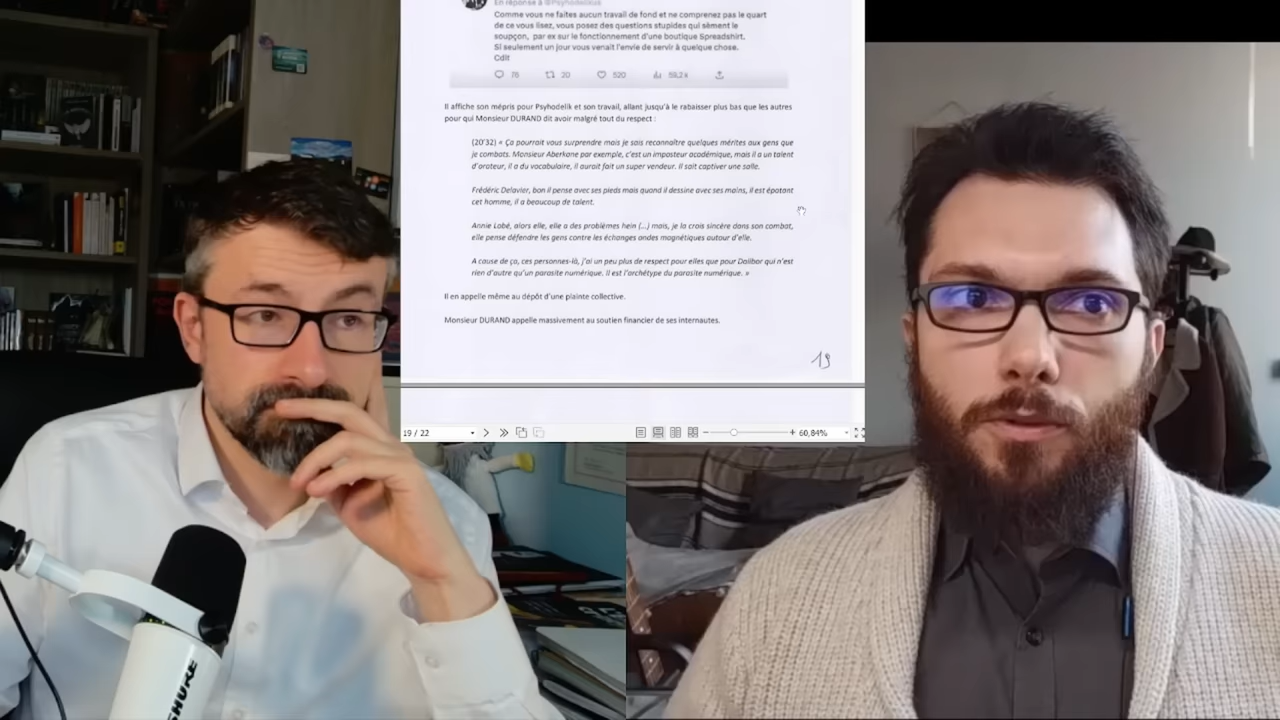 En réponse à @Psyhodelikus
Comme vous ne faites aucun travail de fond et ne comprenez pas le quart
de ce vous lisez, vous posez des questions stupides qui sèment le
soupçon, par ex sur le fonctionnement d'une boutique Spreadshirt.
Si seulement un jour vous venait l'envie de servir à quelque chose.
Cdlt
76 20 520 59,2 k
Il affiche son mépris pour Psyhodelik et son travail, allant jusqu'à le rabaisser plus bas que les autres
pour qui Monsieur DURAND dit avoir malgré tout du respect :
(20'32) « Ça pourrait vous surprendre mais je sais reconnaître quelques mérites aux gens que
je combats. Monsieur Aberkane par exemple, c'est un imposteur académique, mais il a un talent
d'orateur, il a du vocabulaire, il aurait fait un super vendeur. Il sait captiver une salle.
Frédéric Delavier, bon il pense avec ses pieds mais quand il dessine avec ses mains, il est épatant
cet homme, il a beaucoup de talent.
Annie Lobé, alors elle, elle a des problèmes hein (...) mais, je la crois sincère dans son combat,
elle pense défendre les gens contre les échanges ondes magnétiques autour d'elle.
A cause de ça, ces personnes-là, j'ai un peu plus de respect pour elles que pour Dalibor qui n'est
rien d'autre qu'un parasite numérique. Il est l'archétype du parasite numérique. »
Il en appelle même au dépôt d'une plainte collective.
Monsieur DURAND appelle massivement au soutien financier de ses internautes.
19
19 / 22
60,84%
SHURE